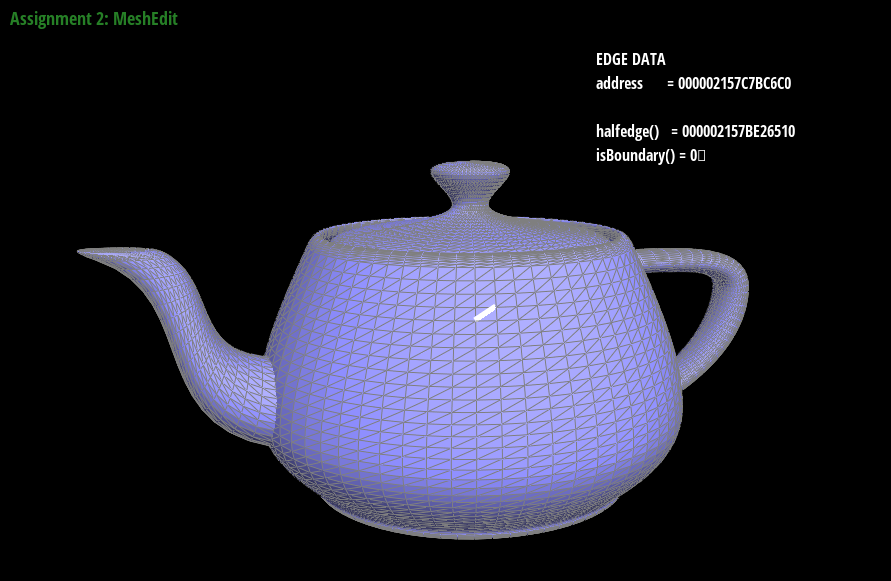 Assignment 2: MeshEdit
EDGE DATA
address = 000002157C7BC6C0
halfedge() = 000002157BE26510
isBoundary() = 0▯